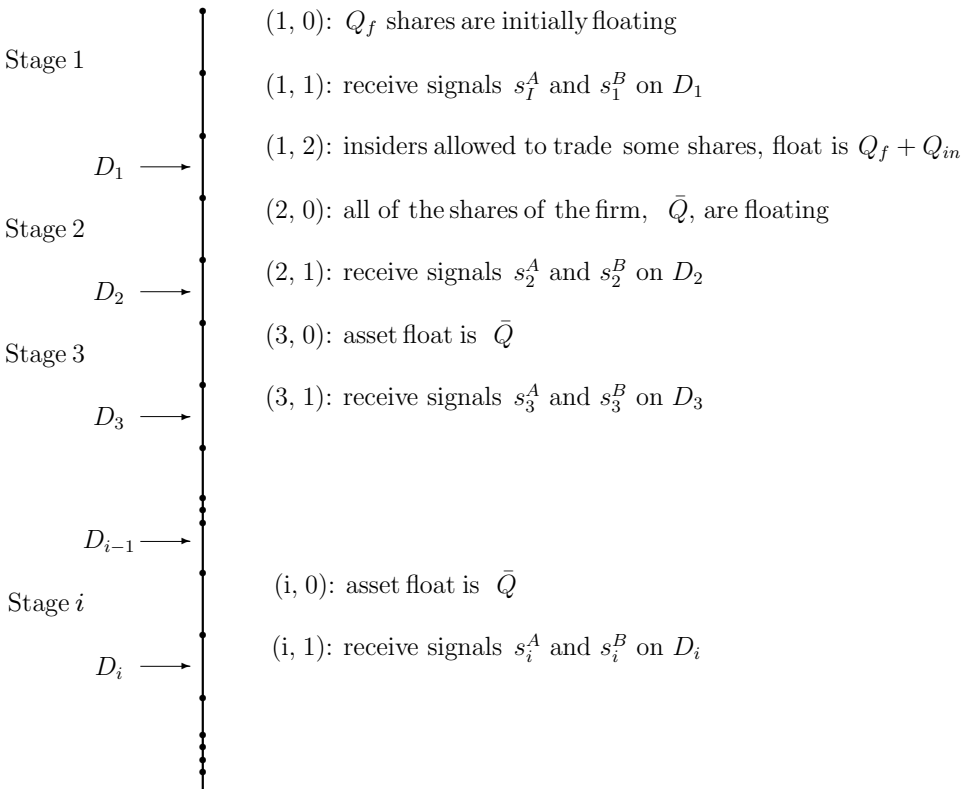 (1, 0): Q_f shares are initially floating
Stage 1
(1, 1): receive signals s_I^A and s_1^B on D_1
(1, 2): insiders allowed to trade some shares, float is Q_f + Q_{in}
D_1
(2, 0): all of the shares of the firm, Q̄, are floating
Stage 2
(2, 1): receive signals s_2^A and s_2^B on D_2
D_2
(3, 0): asset float is Q̄
Stage 3
(3, 1): receive signals s_3^A and s_3^B on D_3
D_3
D_{i−1}
(i, 0): asset float is Q̄
Stage i
(i, 1): receive signals s_i^A and s_i^B on D_i
D_i